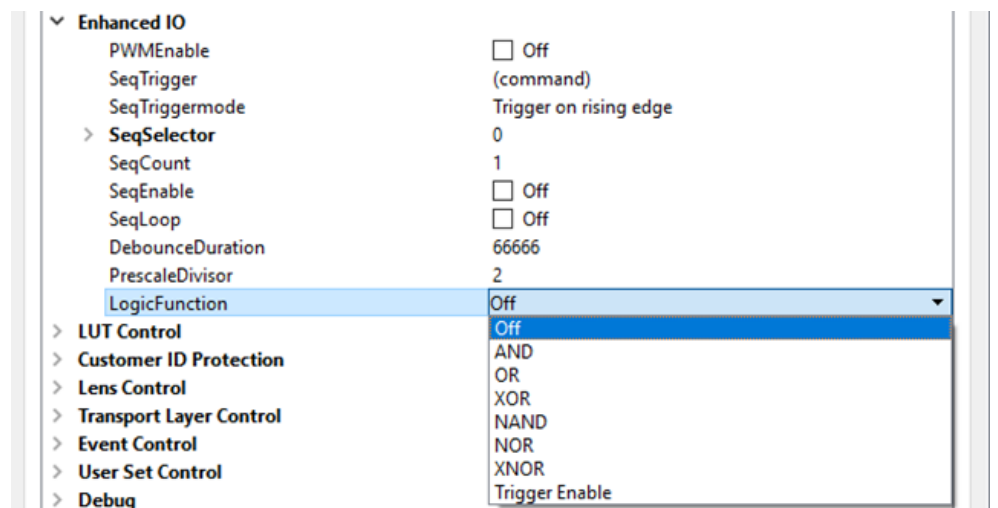 Enhanced IO
PWMEnable Off
SeqTrigger (command)
SeqTriggermode Trigger on rising edge
SeqSelector 0
SeqCount 1
SeqEnable Off
SeqLoop Off
DebounceDuration 66666
PrescaleDivisor 2
LogicFunction Off
LUT Control Off
Customer ID Protection AND
OR
Lens Control XOR
Transport Layer Control NAND
Event Control NOR
User Set Control XNOR
Debug Trigger Enable